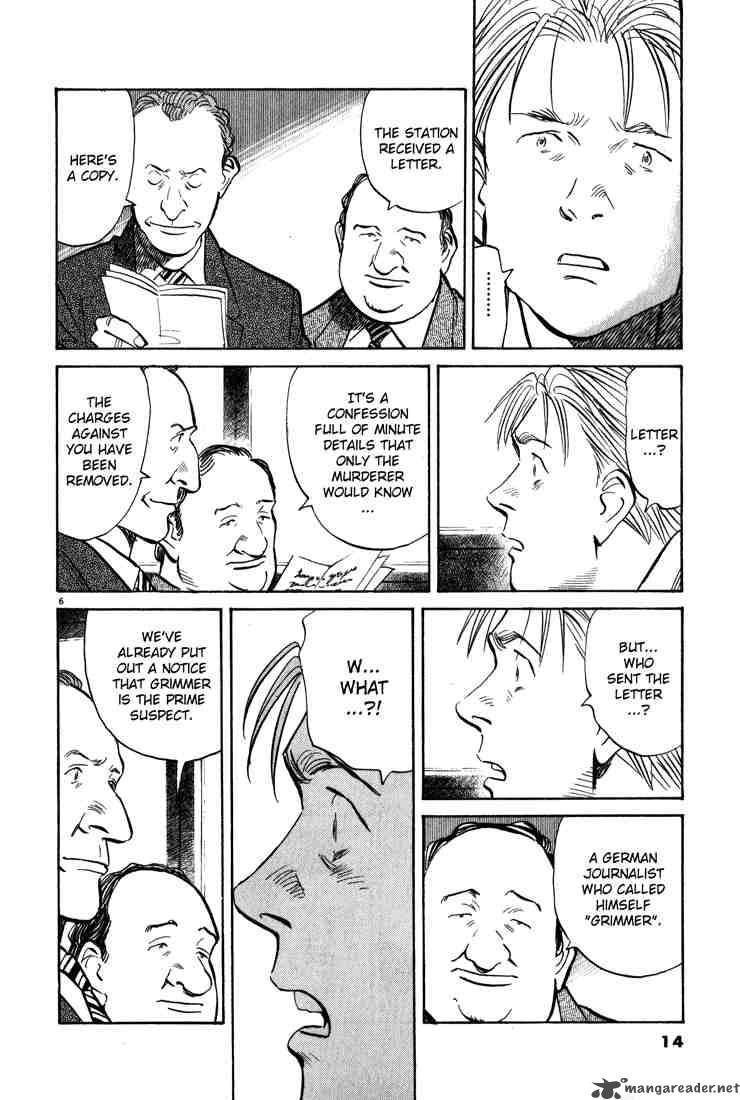 .........
THE STATION
RECEIVED A
LETTER.
HERE'S
A COPY.
LETTER
...?
IT'S A
CONFESSION
FULL OF MINUTE
DETAILS THAT
ONLY THE
MURDERER
WOULD KNOW
...
THE
CHARGES
AGAINST
YOU HAVE
BEEN
REMOVED.
6
BUT...
WHO
SENT THE
LETTER
...?
A GERMAN
JOURNALIST
WHO CALLED
HIMSELF
"GRIMMER".
W...
WHAT
...?!
WE'VE
ALREADY PUT
OUT A NOTICE
THAT GRIMMER
IS THE PRIME
SUSPECT.
14
mangareader.net